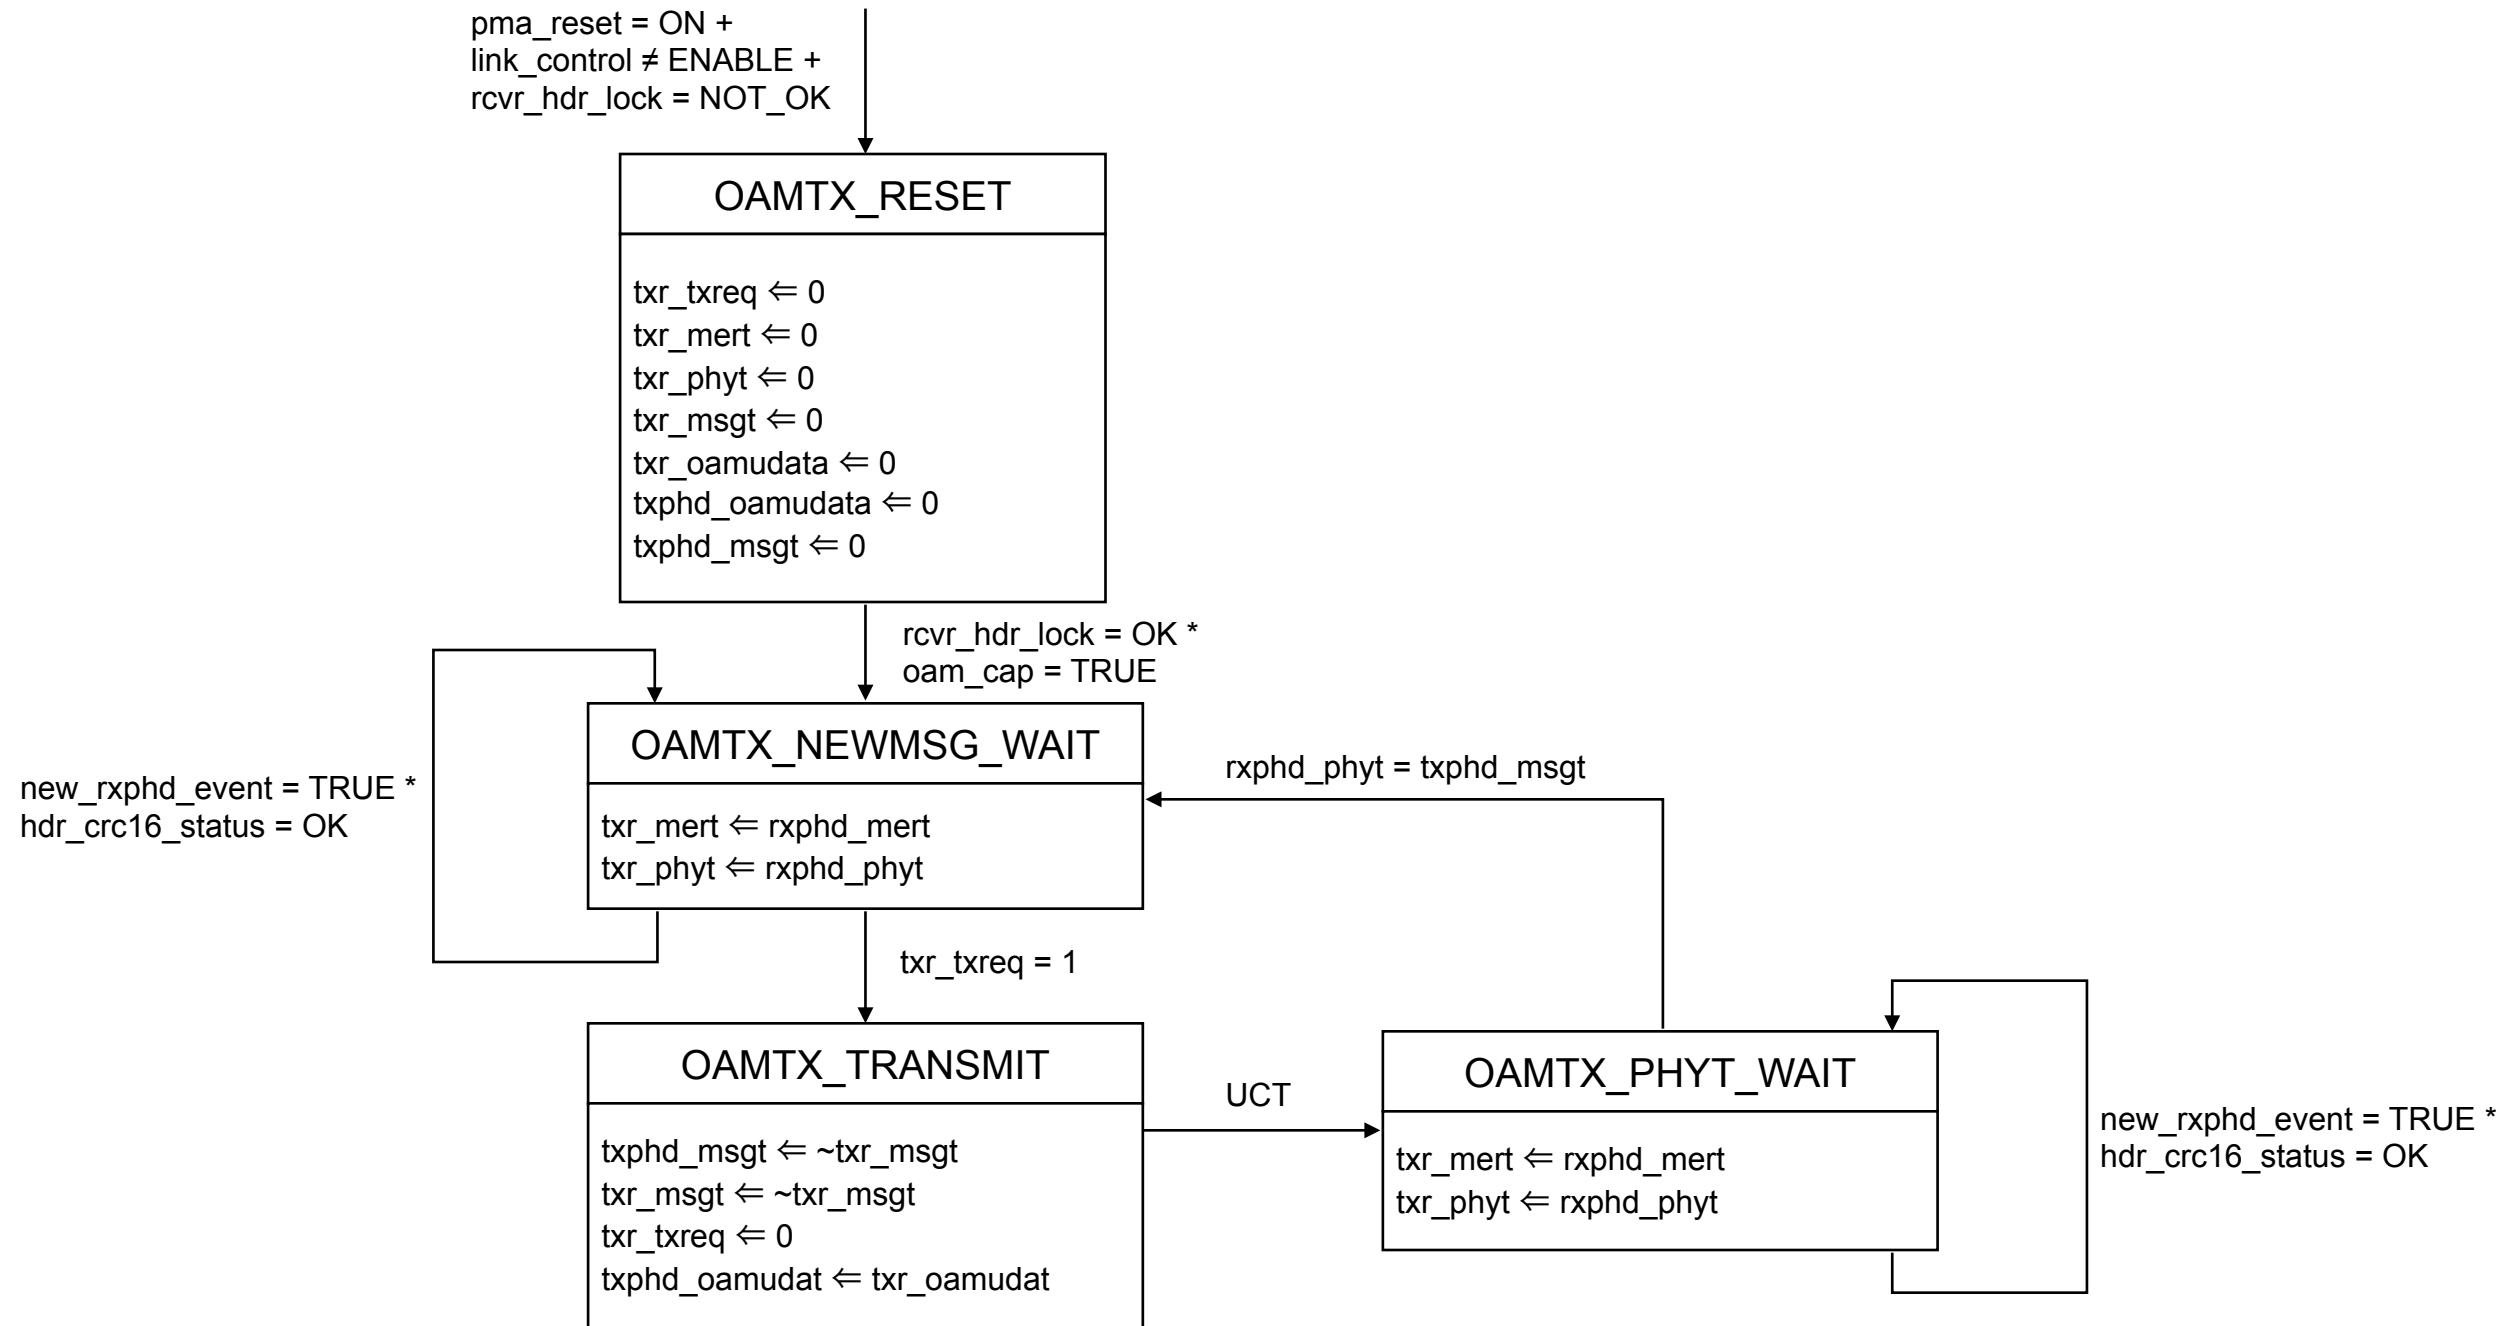 pma_reset = ON +
link_control ≠ ENABLE +
rcvr_hdr_lock = NOT_OK
OAMTX_RESET
txr_txreq ⇐ 0
txr_mert ⇐ 0
txr_phyt ⇐ 0
txr_msgt ⇐ 0
txr_oamudata ⇐ 0
txphd_oamudata ⇐ 0
txphd_msgt ⇐ 0
rcvr_hdr_lock = OK *
oam_cap = TRUE
new_rxphd_event = TRUE *
hdr_crc16_status = OK
OAMTX_NEWMSG_WAIT
txr_mert ⇐ rxphd_mert
txr_phyt ⇐ rxphd_phyt
rxphd_phyt = txphd_msgt
txr_txreq = 1
OAMTX_TRANSMIT
txphd_msgt ⇐ ~txr_msgt
txr_msgt ⇐ ~txr_msgt
txr_txreq ⇐ 0
txphd_oamudat ⇐ txr_oamudat
UCT
OAMTX_PHYT_WAIT
txr_mert ⇐ rxphd_mert
txr_phyt ⇐ rxphd_phyt
new_rxphd_event = TRUE *
hdr_crc16_status = OK